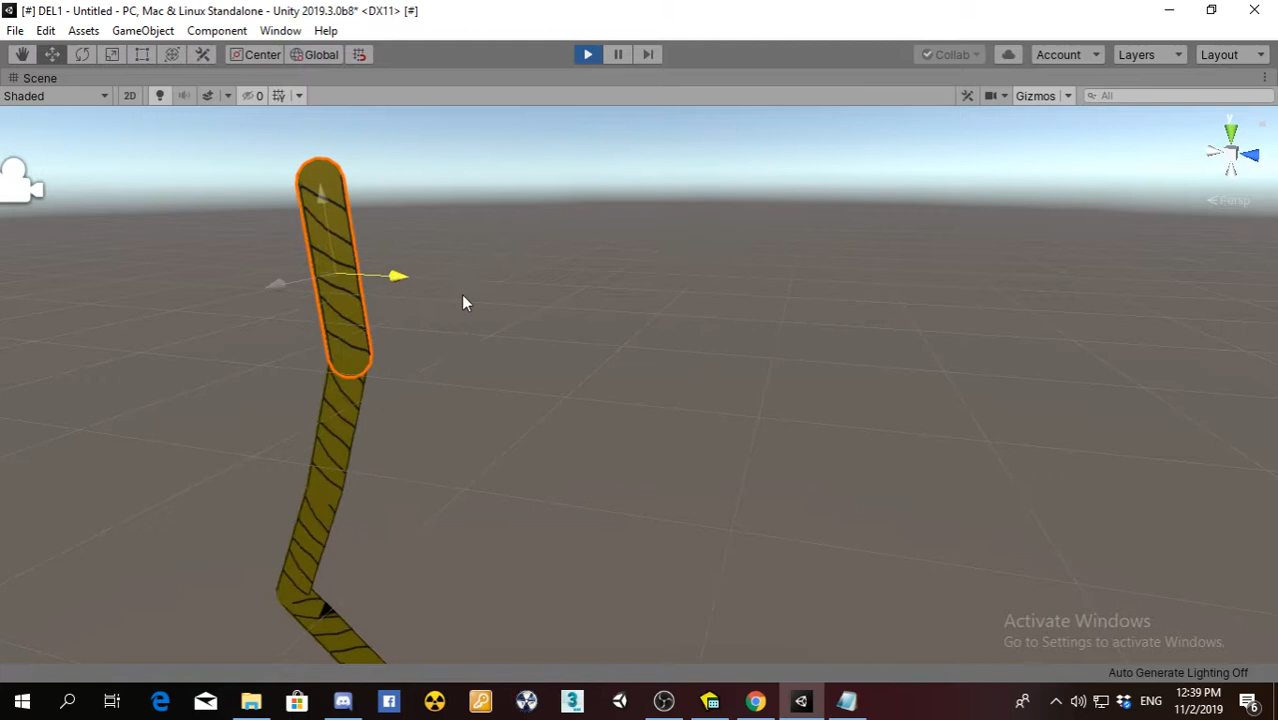 [#] DEL1 - Untitled - PC, Mac & Linux Standalone - Unity 2019.3.0b8* <DX11> [#]
File Edit Assets GameObject Component Window Help
Center Global Collab Account Layers Layout
Scene
Shaded 2D 0 Gizmos All
y
Persp
Activate Windows
Go to Settings to activate Windows.
Auto Generate Lighting Off
ENG 12:39 PM
11/2/2019 6